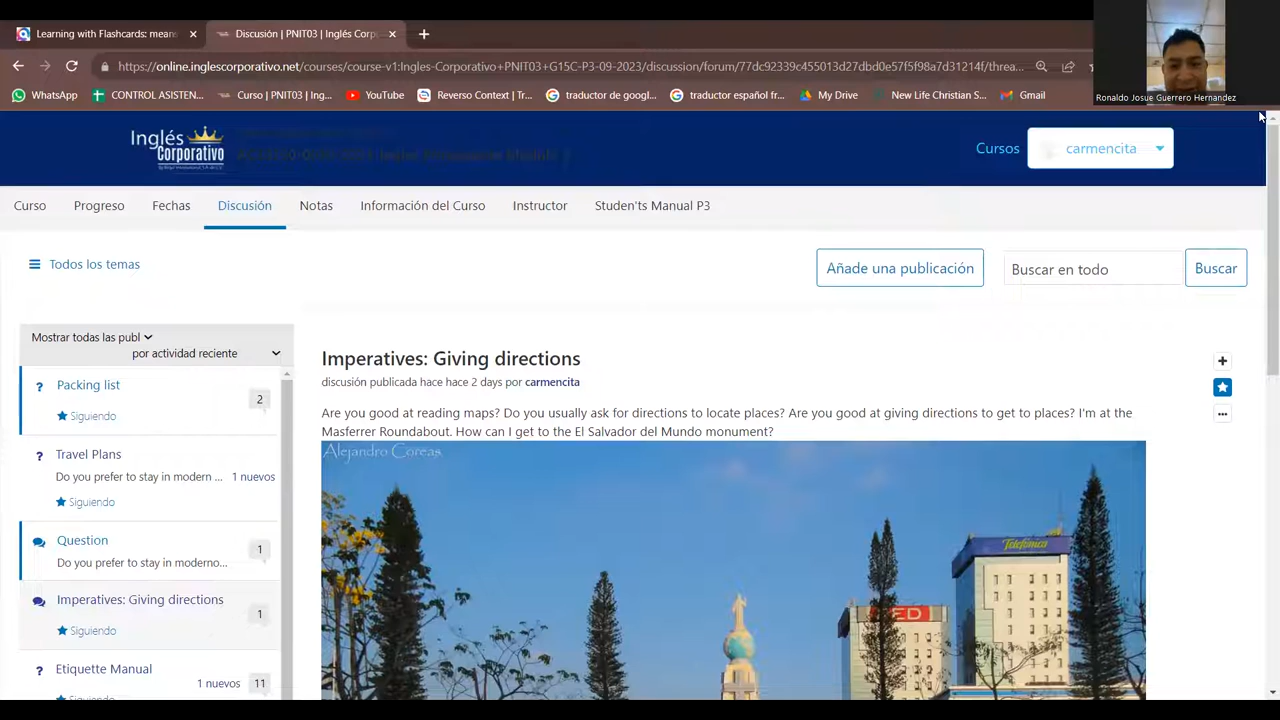 Learning with Flashcards: means
Discusión | PNIT03 | Inglés Corp
https://online.inglescorporativo.net/courses/course-v1:Ingles-Corporativo+PNIT03+G15C-P3-09-2023/discussion/forum/77dc92339c455013d27dbd0e57f5f98a7d31214f/threa...
Ronaldo Josue Guerrero Hernandez
WhatsApp
CONTROL ASISTEN...
Curso | PNIT03 | Ing...
YouTube
Reverso Context | Tr...
traductor de googl...
traductor español fr...
My Drive
New Life Christian S...
Gmail
Inglés
Corporativo
Cursos
carmencita
Curso
Progreso
Fechas
Discusión
Notas
Información del Curso
Instructor
Studen'ts Manual P3
Todos los temas
Añade una publicación
Buscar en todo
Buscar
Mostrar todas las publ
por actividad reciente
Packing list
2
Siguiendo
Travel Plans
Do you prefer to stay in modern ...
1 nuevos
Siguiendo
Question
1
Do you prefer to stay in moderno...
Imperatives: Giving directions
1
Siguiendo
Etiquette Manual
1 nuevos
11
Imperatives: Giving directions
discusión publicada hace hace 2 days por carmencita
Are you good at reading maps? Do you usually ask for directions to locate places? Are you good at giving directions to get to places? I'm at the
Masferrer Roundabout. How can I get to the El Salvador del Mundo monument?
Alejandro Coreas
Telefónica
RED